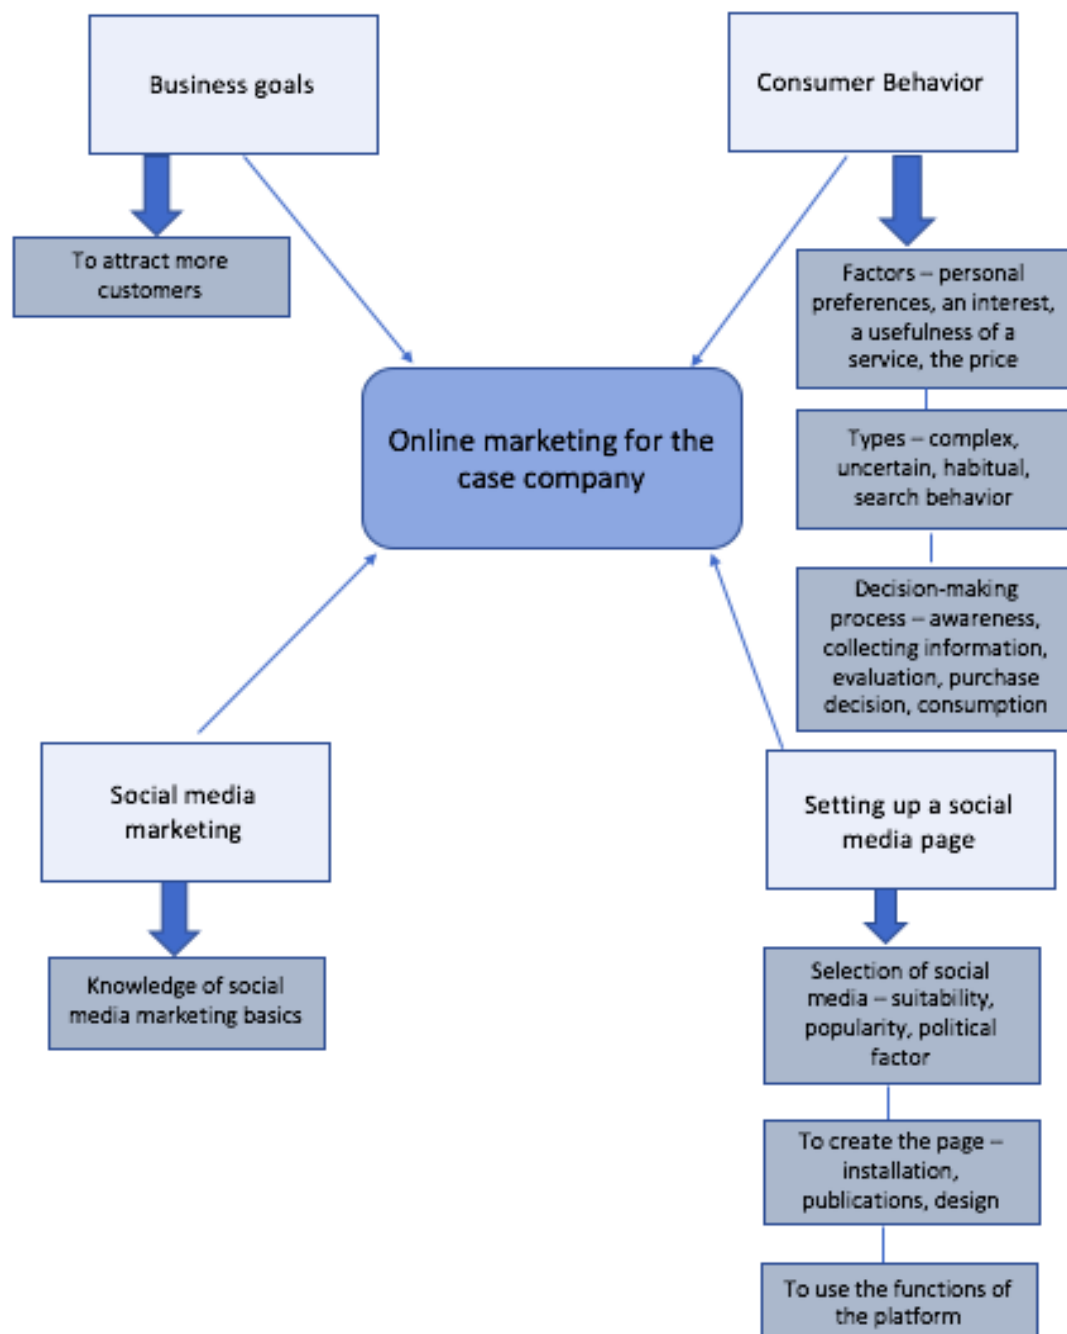 Business goals
Consumer Behavior
To attract more
customers
Factors – personal
preferences, an interest,
a usefulness of a
service, the price
Types – complex,
uncertain, habitual,
search behavior
Decision-making
process – awareness,
collecting information,
evaluation, purchase
decision, consumption
Online marketing for the
case company
Social media
marketing
Knowledge of social
media marketing basics
Setting up a social
media page
Selection of social
media – suitability,
popularity, political
factor
To create the page –
installation,
publications, design
To use the functions of
the platform